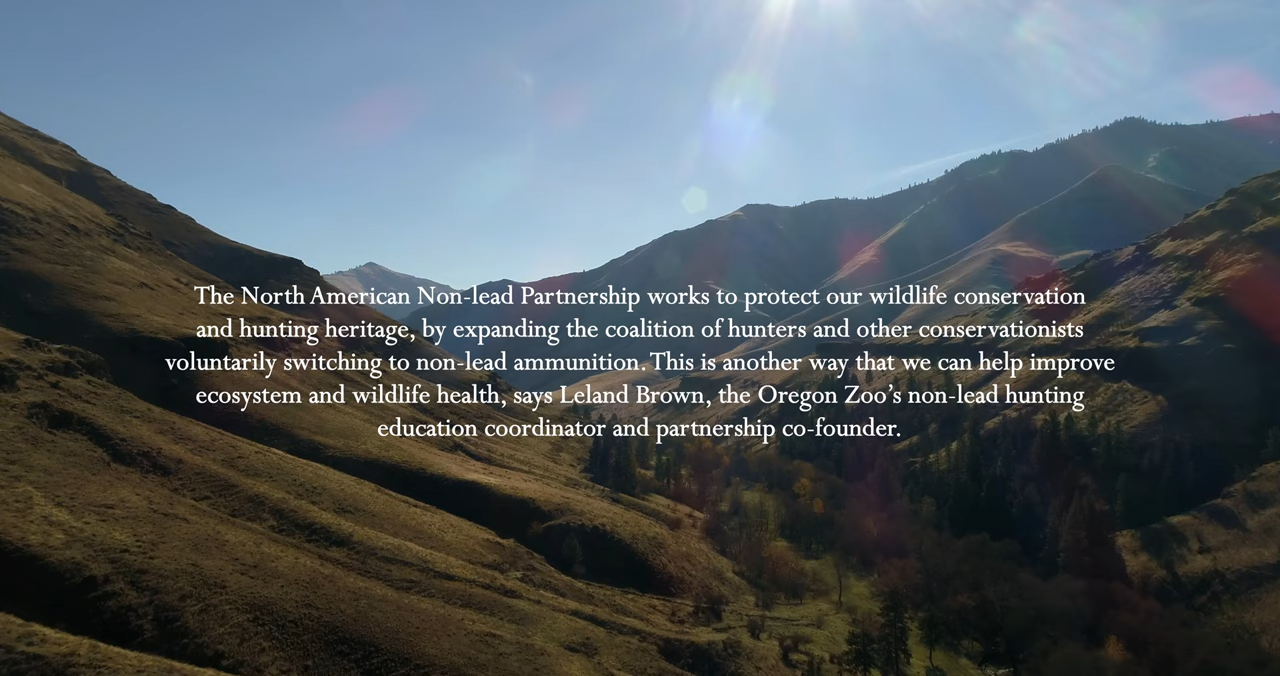 The North American Non-lead Partnership works to protect our wildlife conservation
and hunting heritage, by expanding the coalition of hunters and other conservationists
voluntarily switching to non-lead ammunition. This is another way that we can help improve
ecosystem and wildlife health, says Leland Brown, the Oregon Zoo’s non-lead hunting
education coordinator and partnership co-founder.